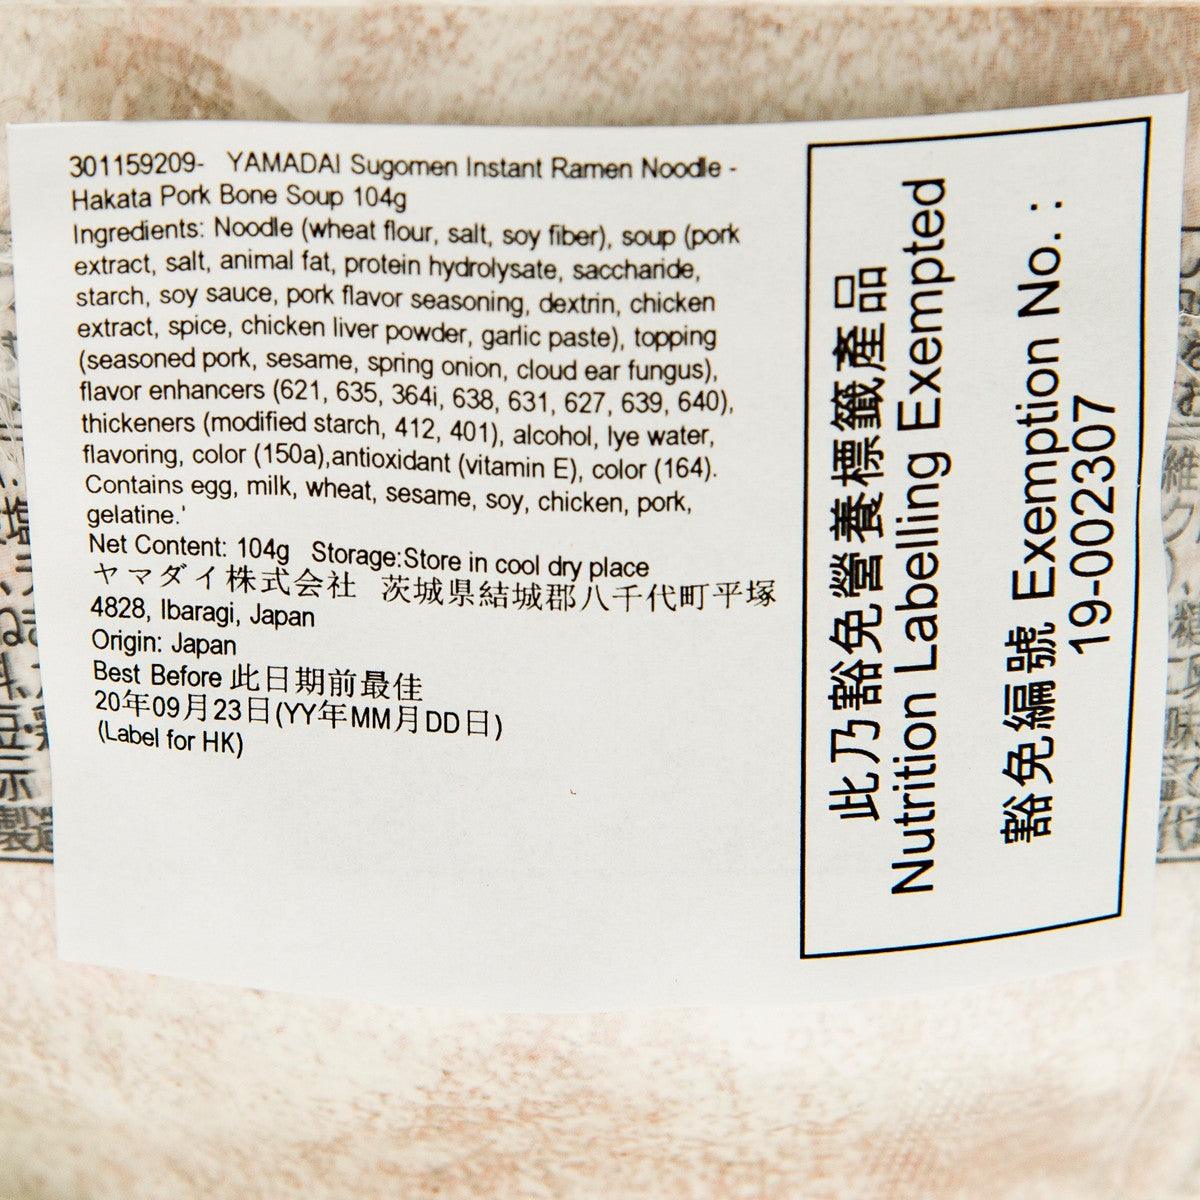 301159209-   YAMADAI Sugomen Instant Ramen Noodle -
Hakata Pork Bone Soup 104g
Ingredients: Noodle (wheat flour, salt, soy fiber), soup (pork
extract, salt, animal fat, protein hydrolysate, saccharide,
starch, soy sauce, pork flavor seasoning, dextrin, chicken
extract, spice, chicken liver powder, garlic paste), topping
(seasoned pork, sesame, spring onion, cloud ear fungus),
flavor enhancers (621, 635, 364i, 638, 631, 627, 639, 640),
thickeners (modified starch, 412, 401), alcohol, lye water,
flavoring, color (150a),antioxidant (vitamin E), color (164).
Contains egg, milk, wheat, sesame, soy, chicken, pork,
gelatine.'
Net Content: 104g   Storage:Store in cool dry place
ヤマダイ株式会社 茨城県結城郡八千代町平塚
4828, Ibaragi, Japan
Origin: Japan
Best Before 此日期前最佳
20年09月23日(YY年MM月DD日)
(Label for HK)
此乃豁免營養標籤產品
Nutrition Labelling Exempted
豁免編號 Exemption No. :
19-002307